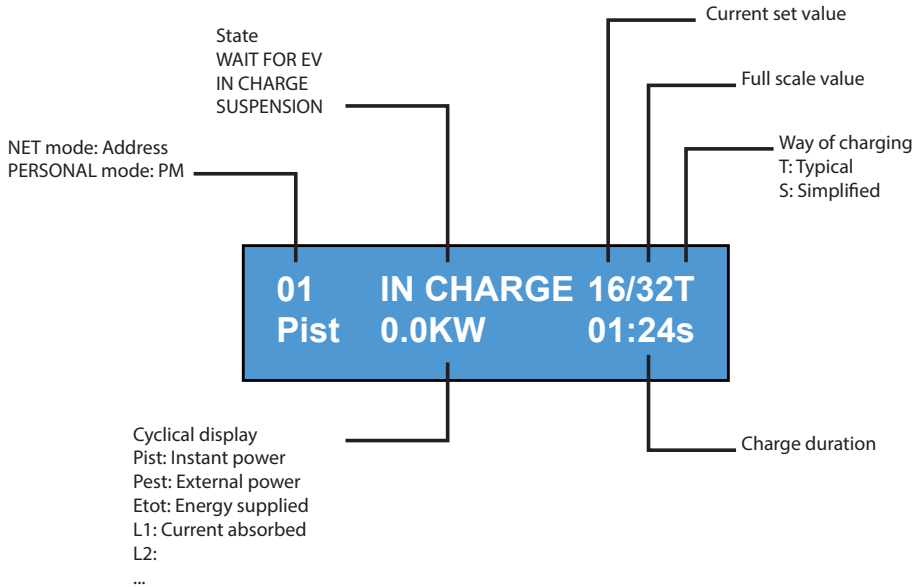 Current set value
State
WAIT FOR EV
IN CHARGE
SUSPENSION
Full scale value
NET mode: Address
PERSONAL mode: PM
Way of charging
T: Typical
S: Simplified
01 IN CHARGE 16/32T
Pist 0.0KW 01:24s
Cyclical display
Pist: Instant power
Pest: External power
Etot: Energy supplied
L1: Current absorbed
L2:
...
Charge duration